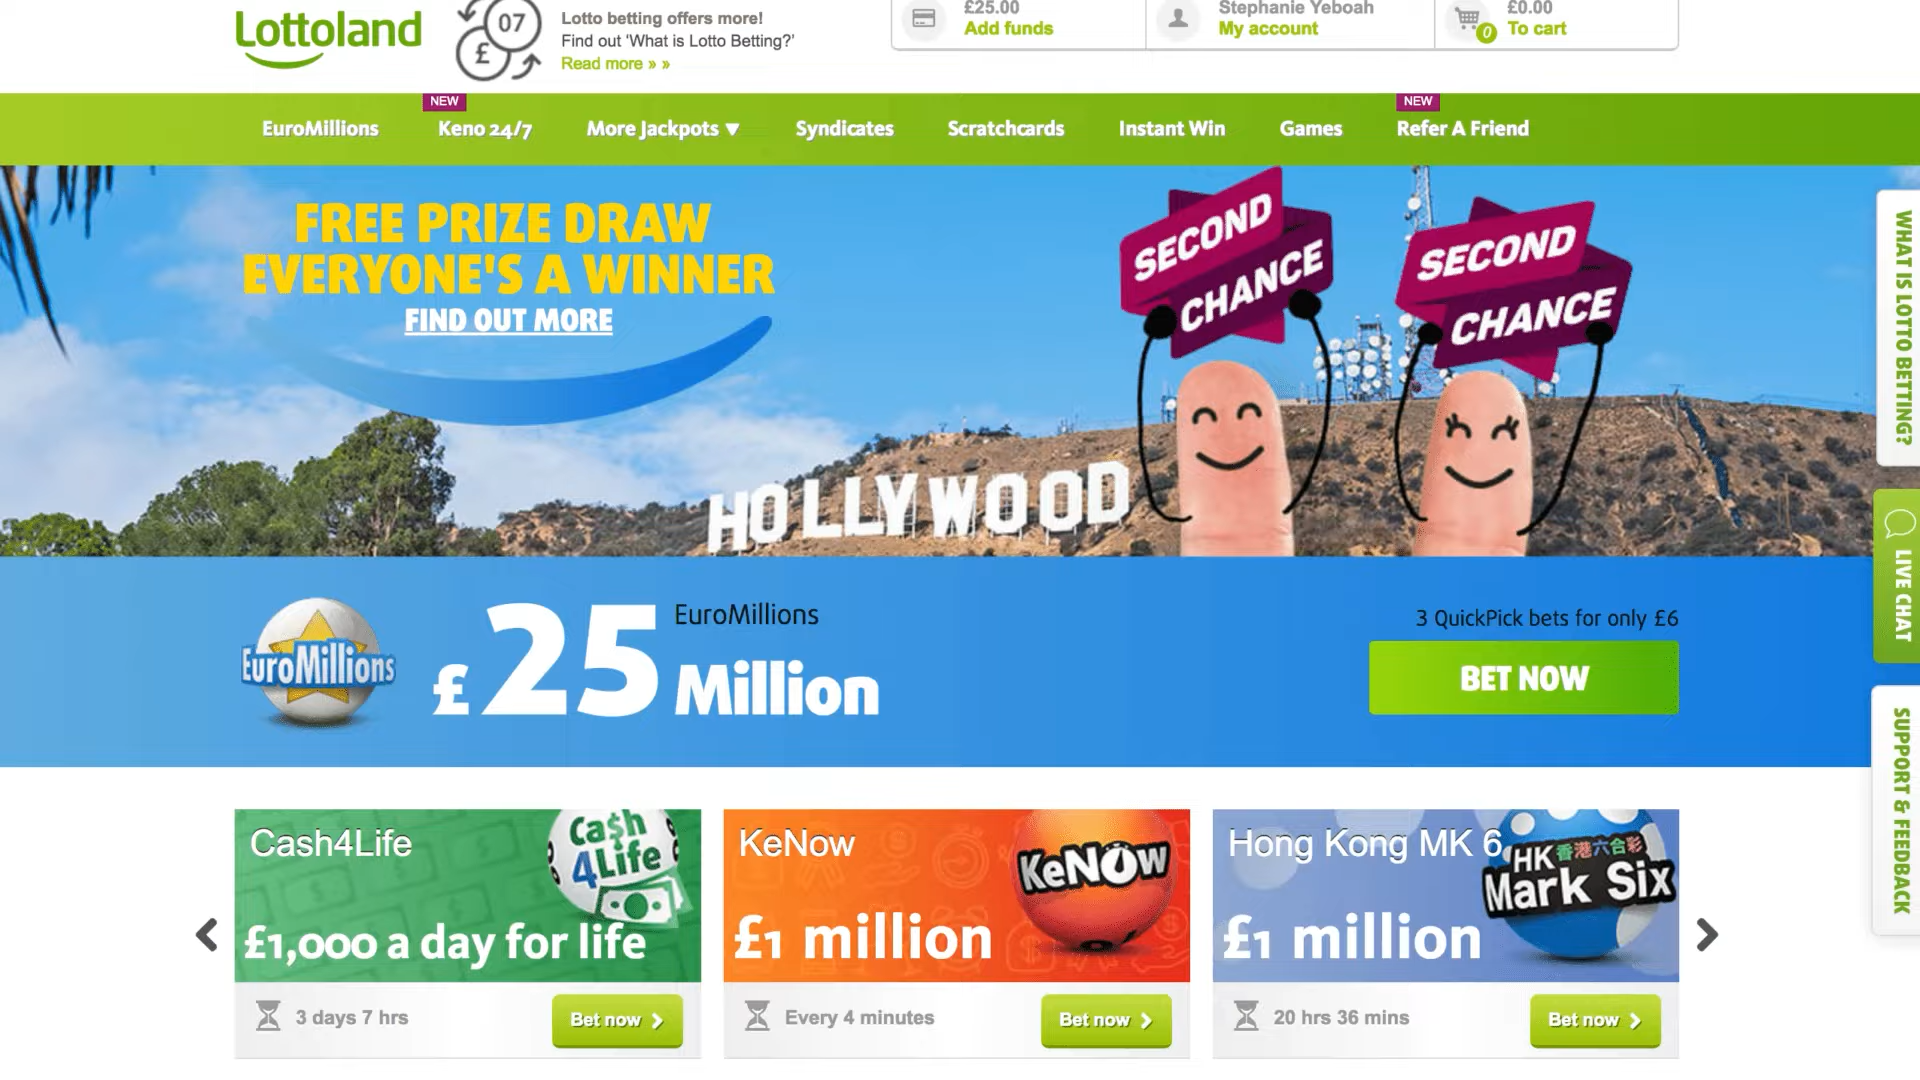 Lottoland
07
£
Lotto betting offers more!
Find out 'What is Lotto Betting?'
Read more » »
£25.00
Add funds
Stephanie Yeboah
My account
£0.00
0
To cart
NEW
NEW
EuroMillions
Keno 24/7
More Jackpots ▼
Syndicates
Scratchcards
Instant Win
Games
Refer A Friend
FREE PRIZE DRAW
EVERYONE'S A WINNER
FIND OUT MORE
SECOND
CHANCE
SECOND
CHANCE
HOLLYWOOD
WHAT IS LOTTO BETTING?
LIVE CHAT
SUPPORT & FEEDBACK
EuroMillions
£25
EuroMillions
Million
3 QuickPick bets for only £6
BET NOW
Cash4Life
Ca$h
4Life
£1,000 a day for life
3 days 7 hrs
Bet now
KeNow
KeNOW
£1 million
Every 4 minutes
Bet now
Hong Kong MK 6
HK 香港六合彩
Mark Six
£1 million
20 hrs 36 mins
Bet now